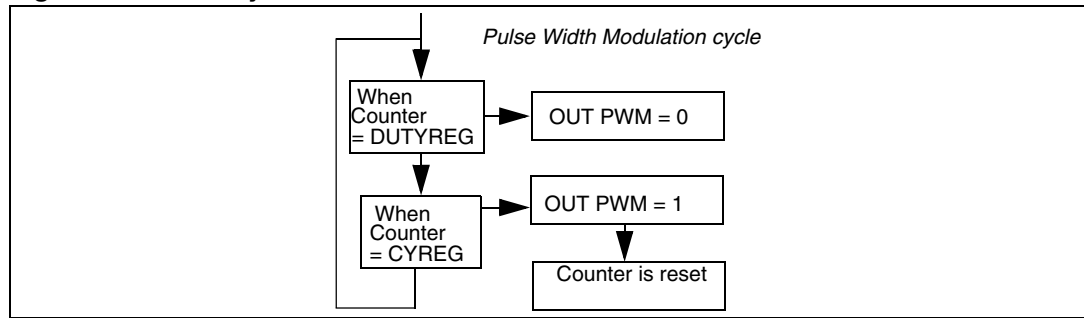 Pulse Width Modulation cycle
When
Counter
= DUTYREG
OUT PWM = 0
When
Counter
= CYREG
OUT PWM = 1
Counter is reset